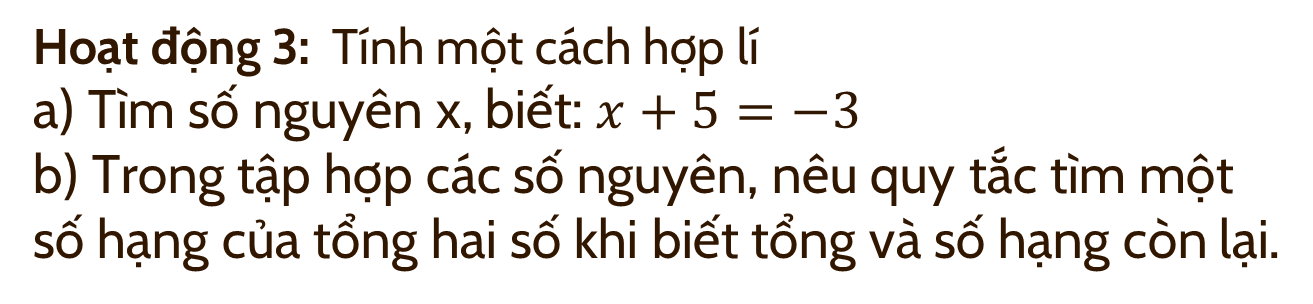 Hoạt động 3: Tính một cách hợp lí
a) Tìm số nguyên x, biết: x + 5 = −3
b) Trong tập hợp các số nguyên, nêu quy tắc tìm một
số hạng của tổng hai số khi biết tổng và số hạng còn lại.